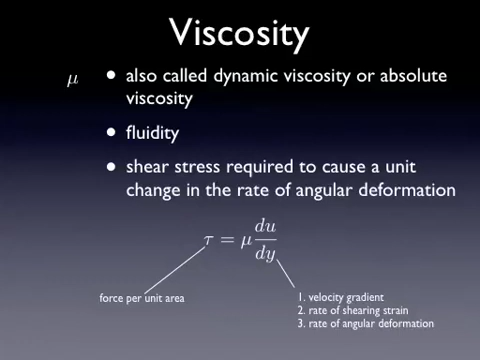 Viscosity
μ
• also called dynamic viscosity or absolute
viscosity
• fluidity
• shear stress required to cause a unit
change in the rate of angular deformation
τ = μ du/dy
force per unit area
1. velocity gradient
2. rate of shearing strain
3. rate of angular deformation